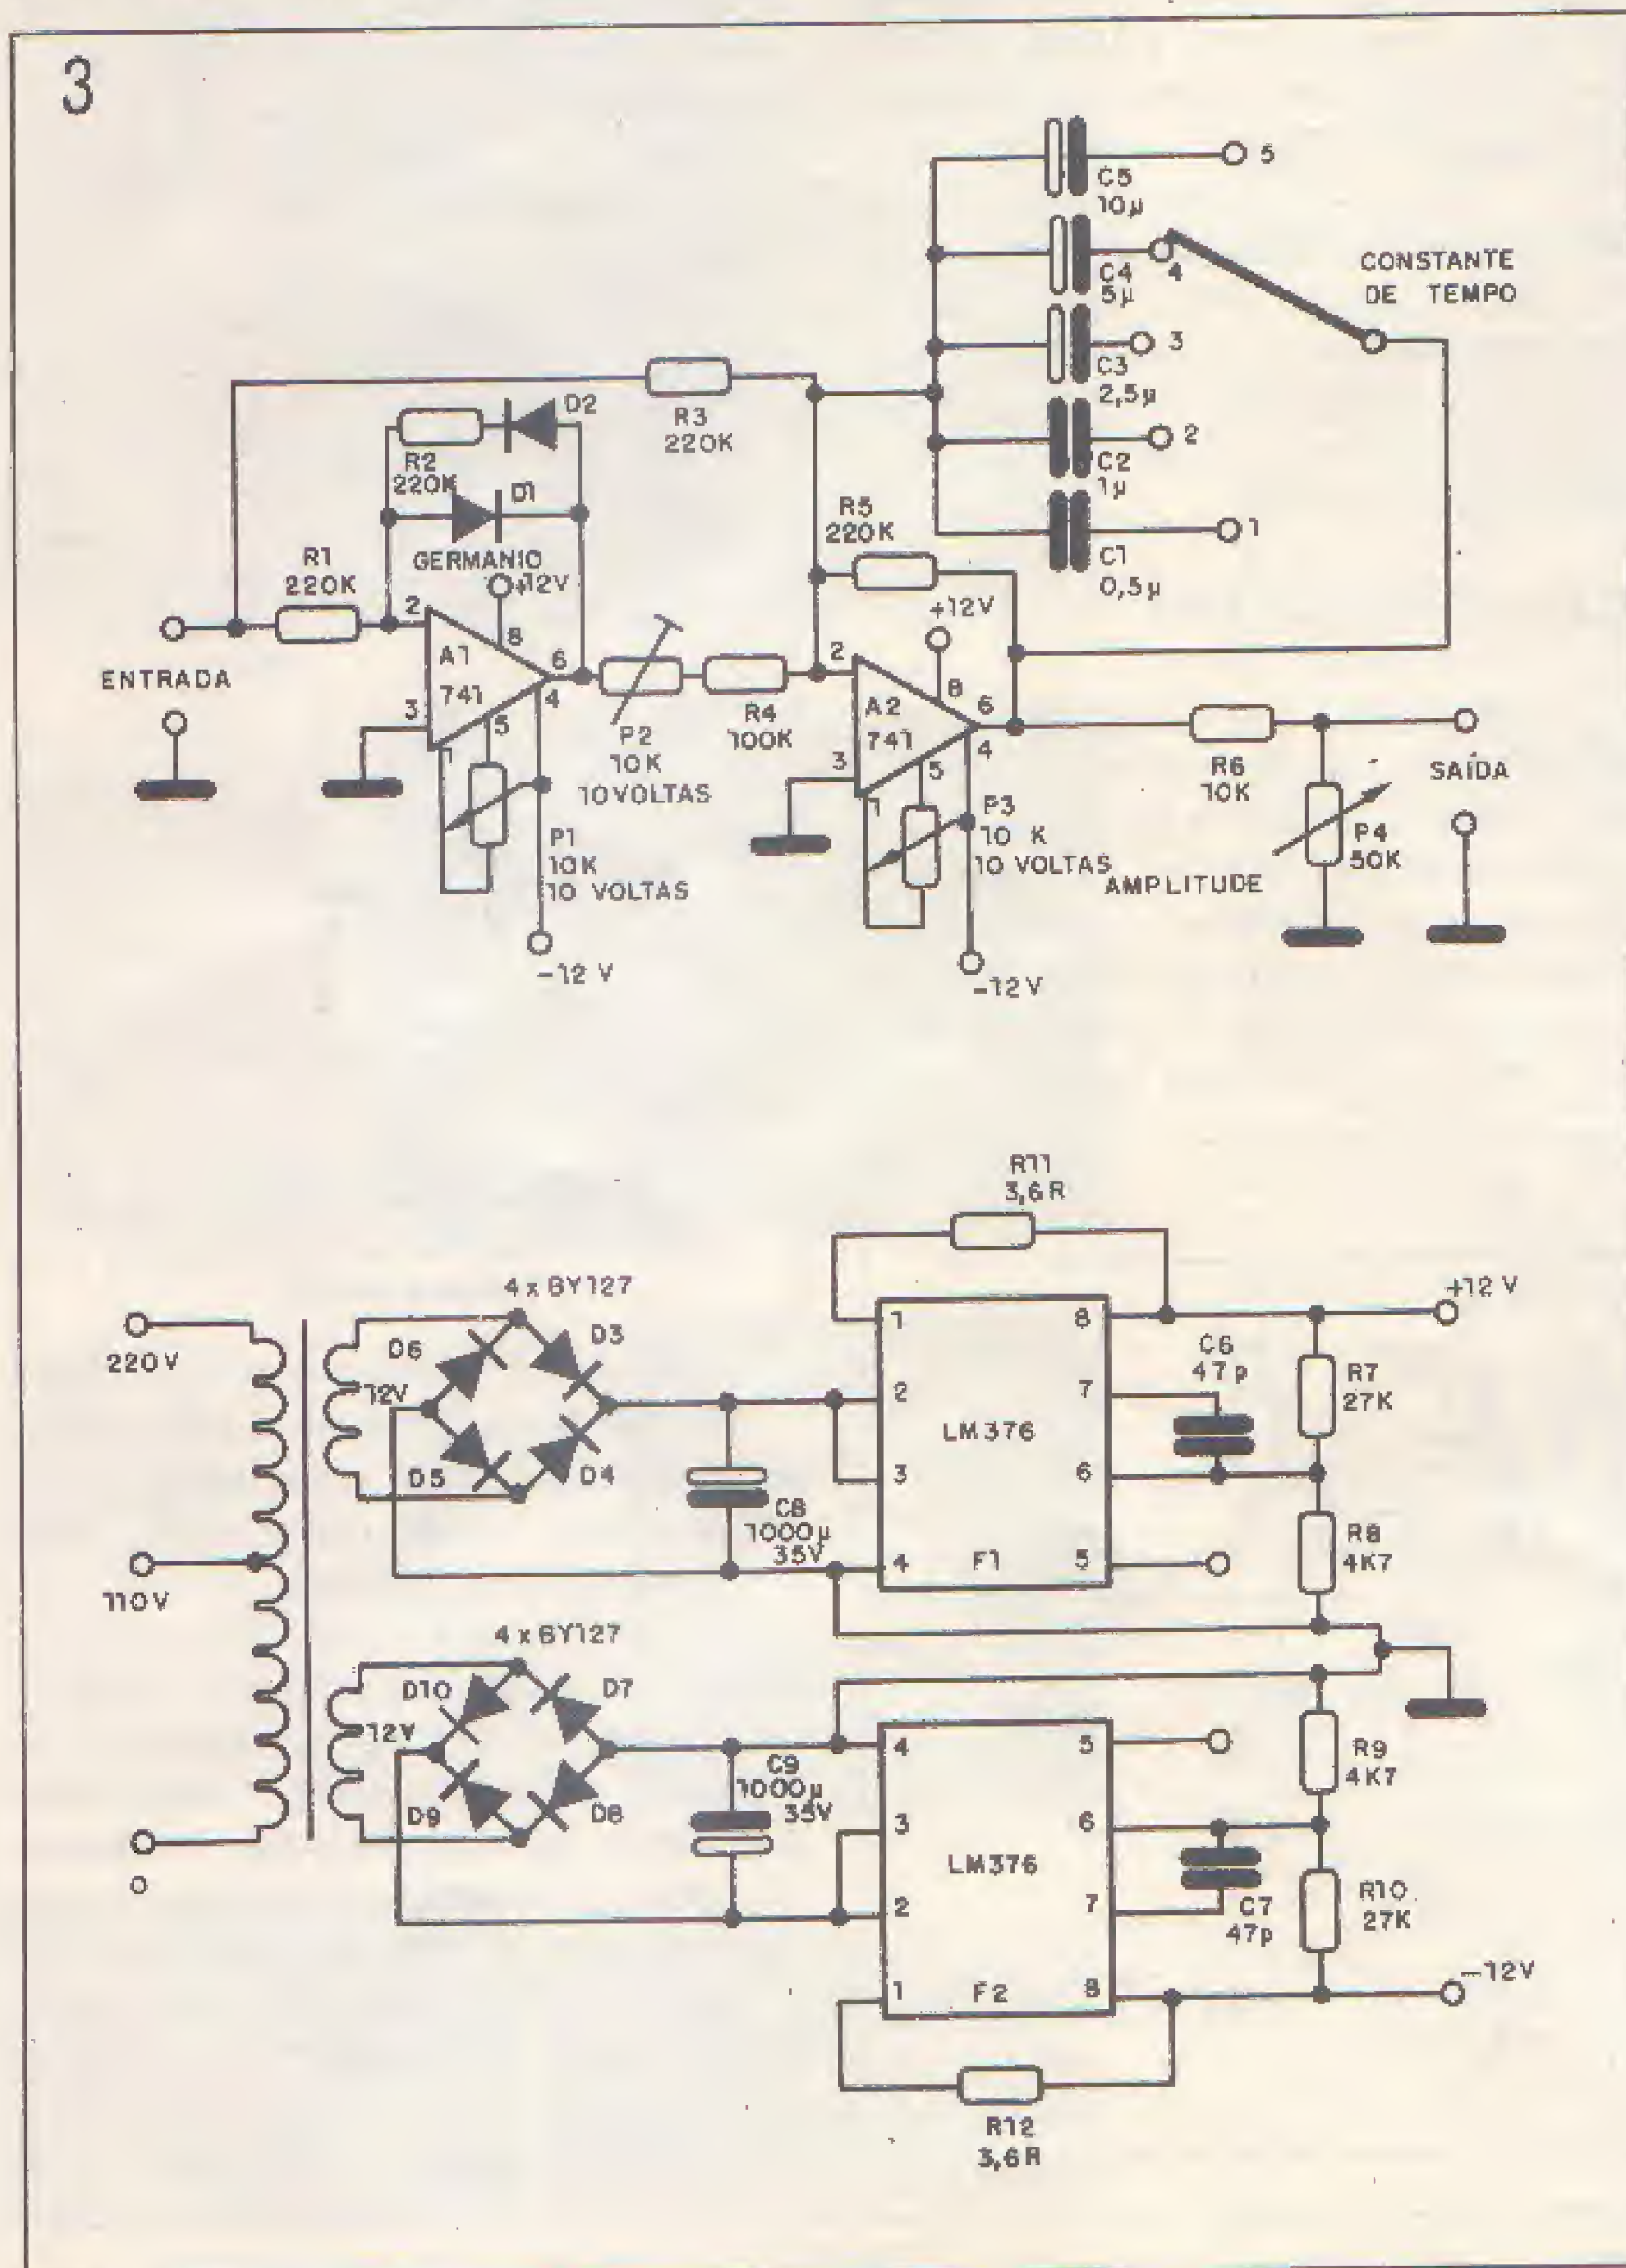 3
5
C5
10µ
4
C4
5µ
CONSTANTE
DE TEMPO
3
C3
2,5µ
2
C2
1µ
1
C1
0,5µ
R3
220K
D2
R2
220K
D1
GERMANIO
+12V
R5
220K
R1
220K
2
8
A1
741
6
4
3
5
1
ENTRADA
P2
10K
10VOLTAS
R4
100K
P1
10K
10 VOLTAS
-12 V
+12V
2
8
A2
741
6
4
3
5
1
P3
10 K
10 VOLTAS
-12V
R6
10K
SAÍDA
P4
50K
AMPLITUDE
R11
3,6R
4 x BY127
220V
D6
D3
12V
D5
D4
110V
C8
1000µ
35V
1
2
3
4
LM376
F1
8
7
6
5
C6
47p
+12 V
R7
27K
R8
4K7
4 x BY127
D10
D7
12V
D9
D8
0
C9
1000µ
35V
4
3
2
1
LM376
F2
5
6
7
8
R9
4K7
C7
47p
R10
27K
-12V
R12
3,6R